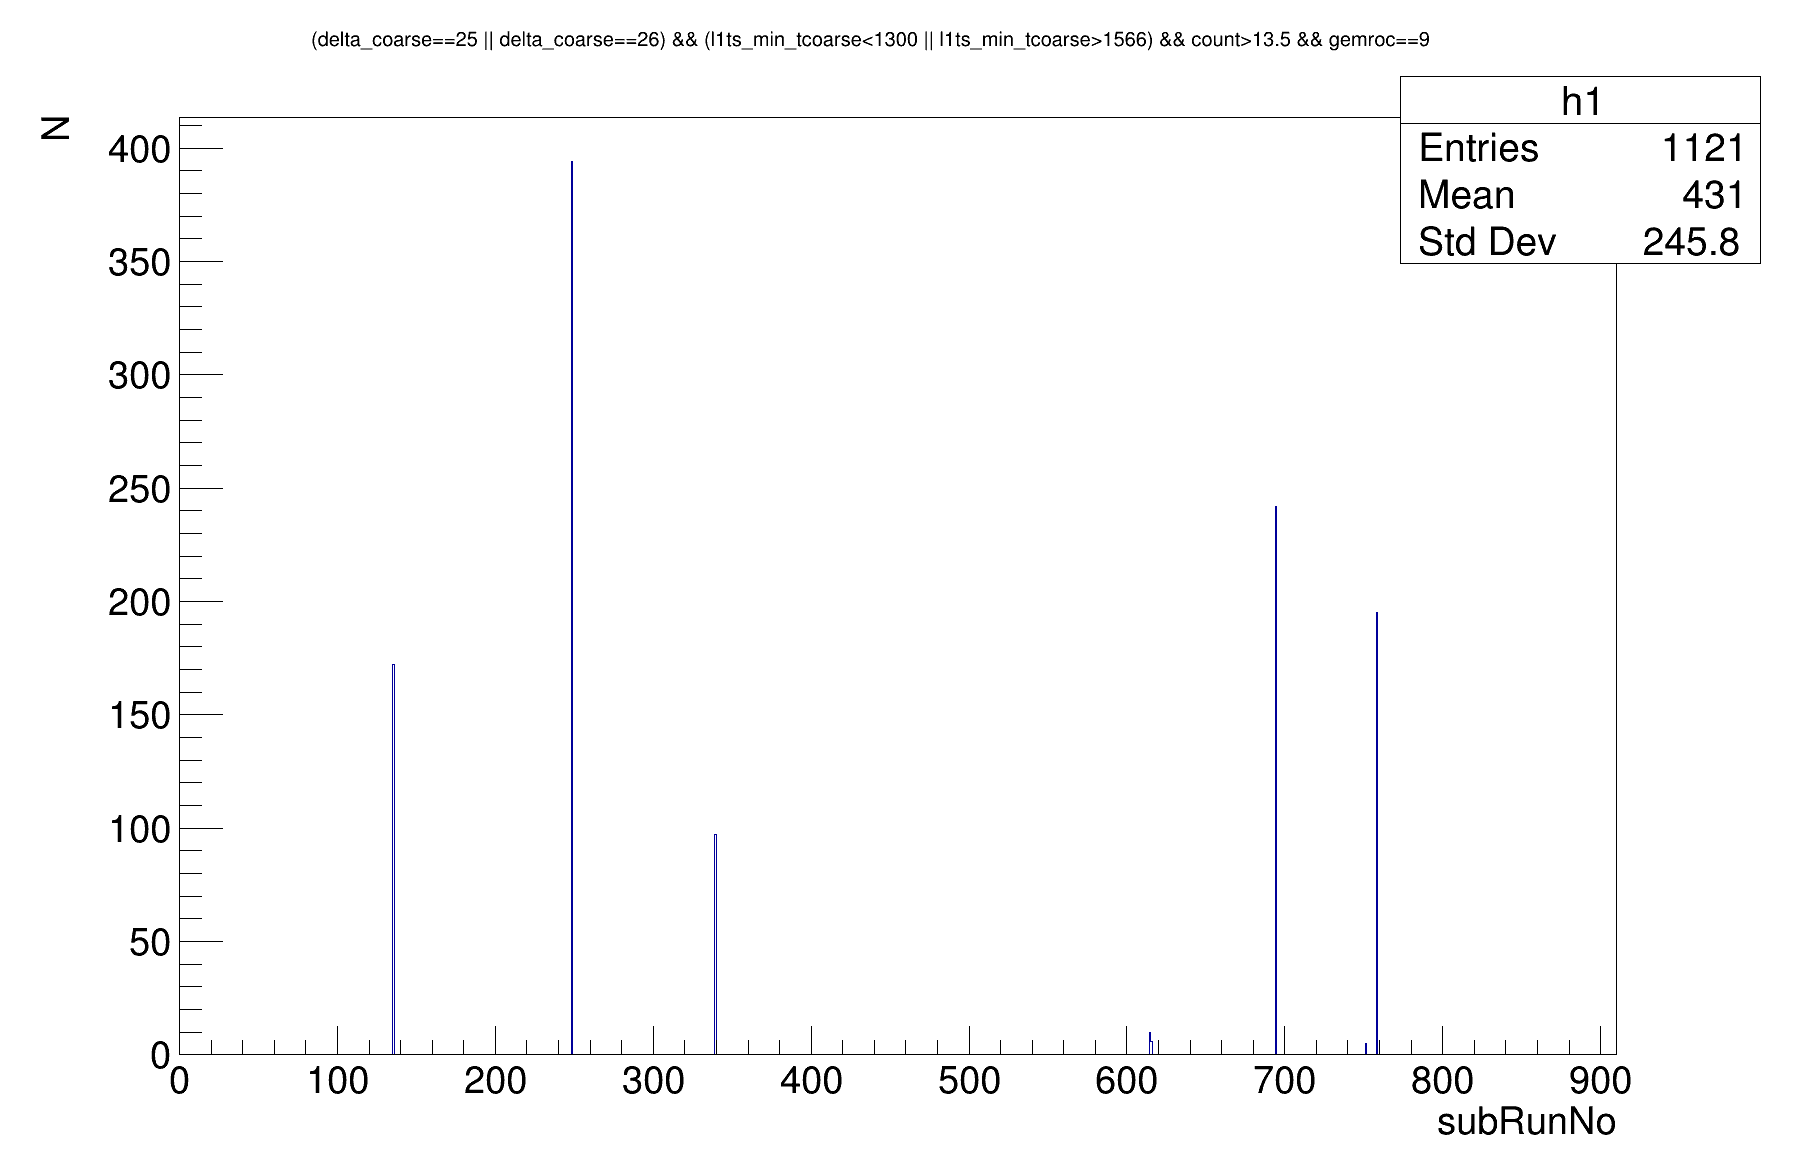 (delta_coarse==25 || delta_coarse==26) && (l1ts_min_tcoarse<1300 || l1ts_min_tcoarse>1566) && count>13.5 && gemroc==9
h1
Entries 1121
Mean 431
Std Dev 245.8
N
400
350
300
250
200
150
100
50
0
0 100 200 300 400 500 600 700 800 900
subRunNo